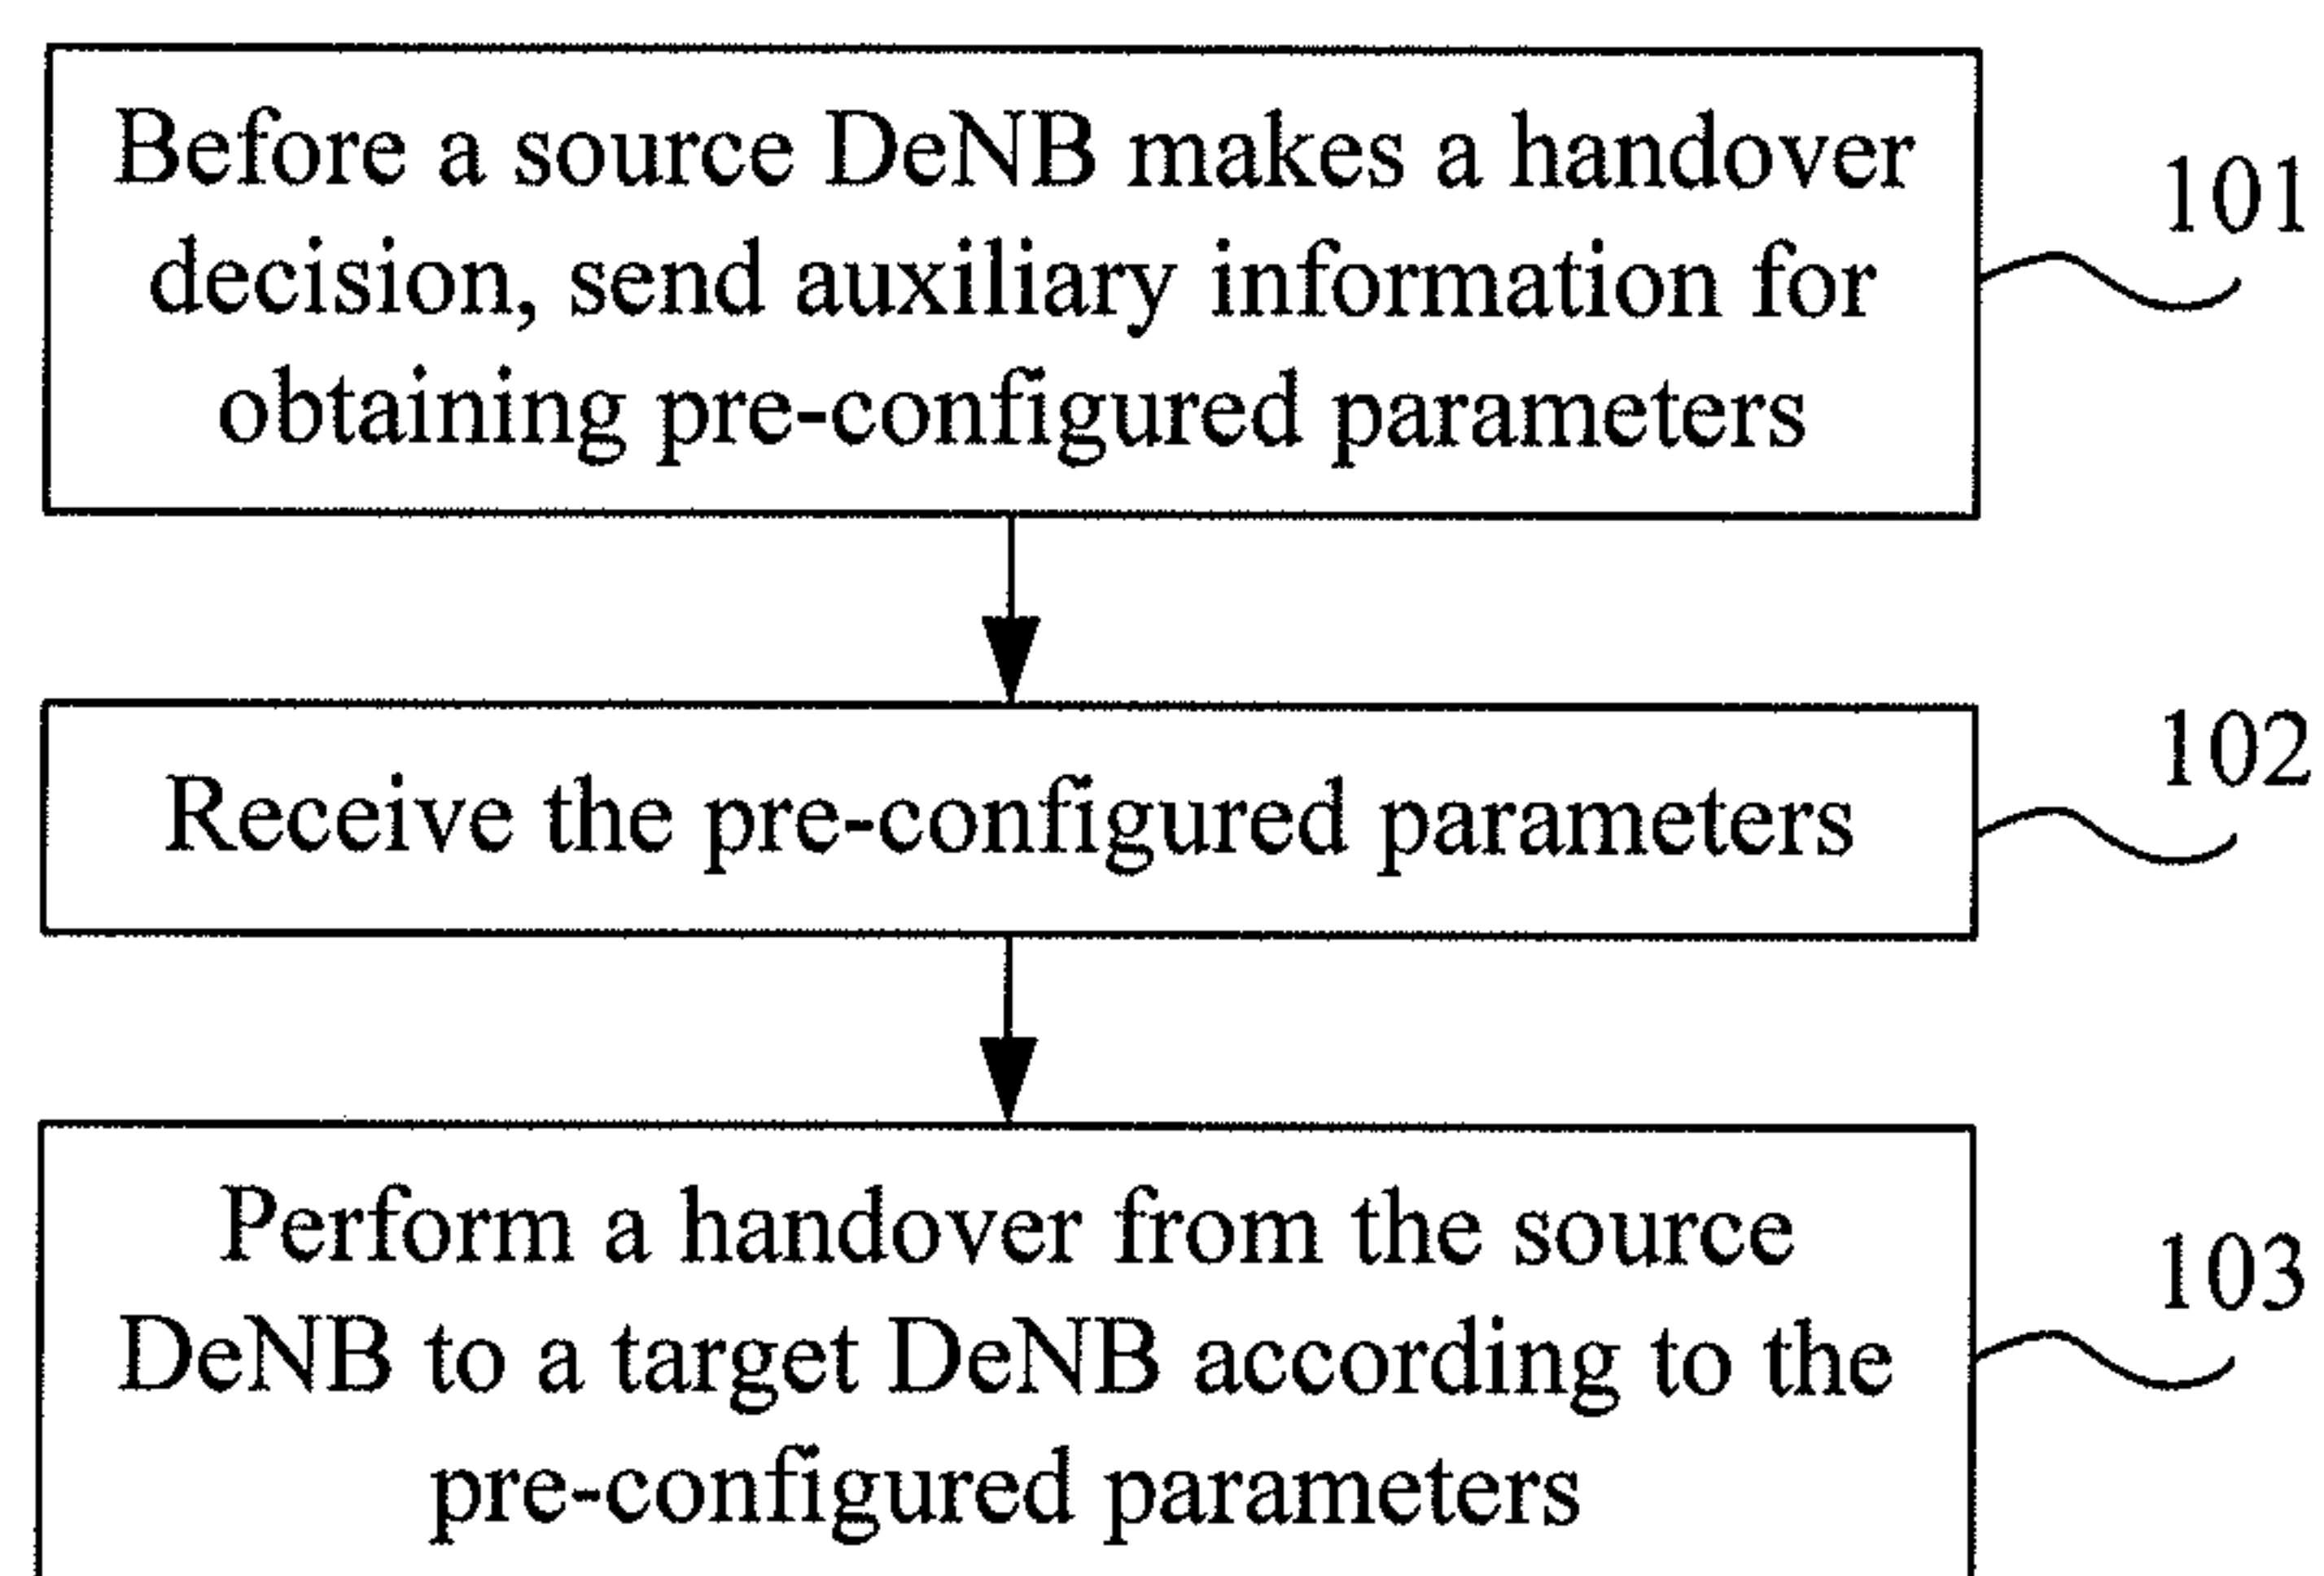 Before a source DeNB makes a handover
decision, send auxiliary information for
obtaining pre-configured parameters
101
Receive the pre-configured parameters
102
Perform a handover from the source
DeNB to a target DeNB according to the
pre-configured parameters
103